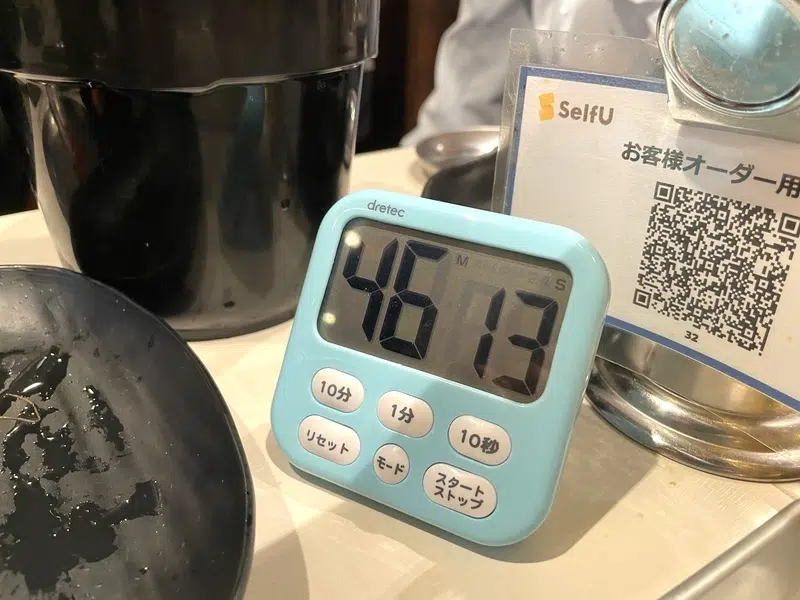 SelfU
お客様オーダー用
32
dretec
46 M 13 S
10分
1分
10秒
リセット
モード
スタート
ストップ